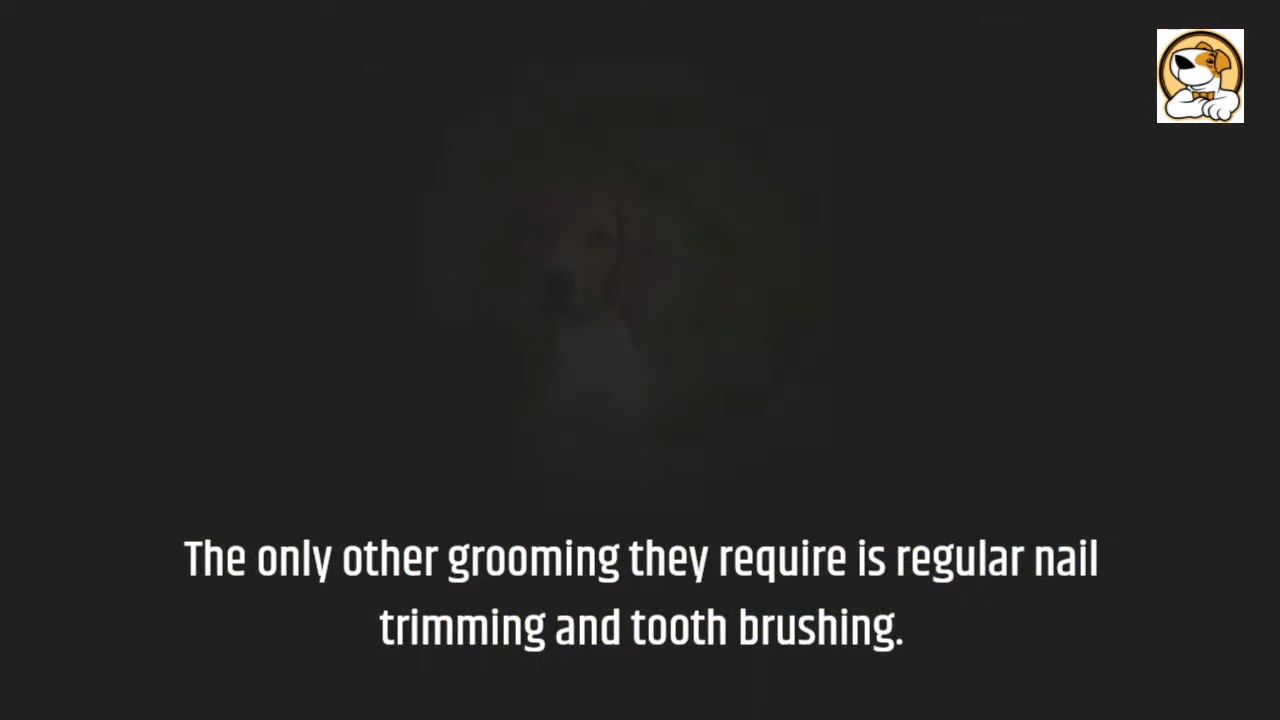 The only other grooming they require is regular nail
trimming and tooth brushing.